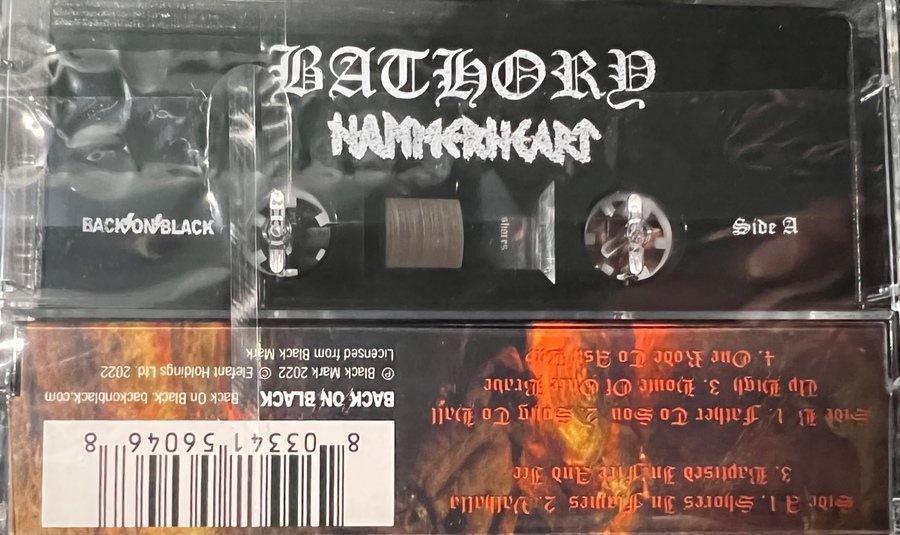 BATHORY
HAMMERHEART
BACK ON BLACK
shores
Side A
Side A 1. Shores In Flames 2. Valhalla
3. Baptised In Fire And Ice
Side B 1. Father To Son 2. Song To Hall
Up High 3. Home Of Once Brave
4. One Rode To Asa Bay
8 03341 56046 8
BACK ON BLACK
Back On Black. backonblack.com
℗ Black Mark 2022 © Elefant Holdings Ltd. 2022
Licensed from Black Mark